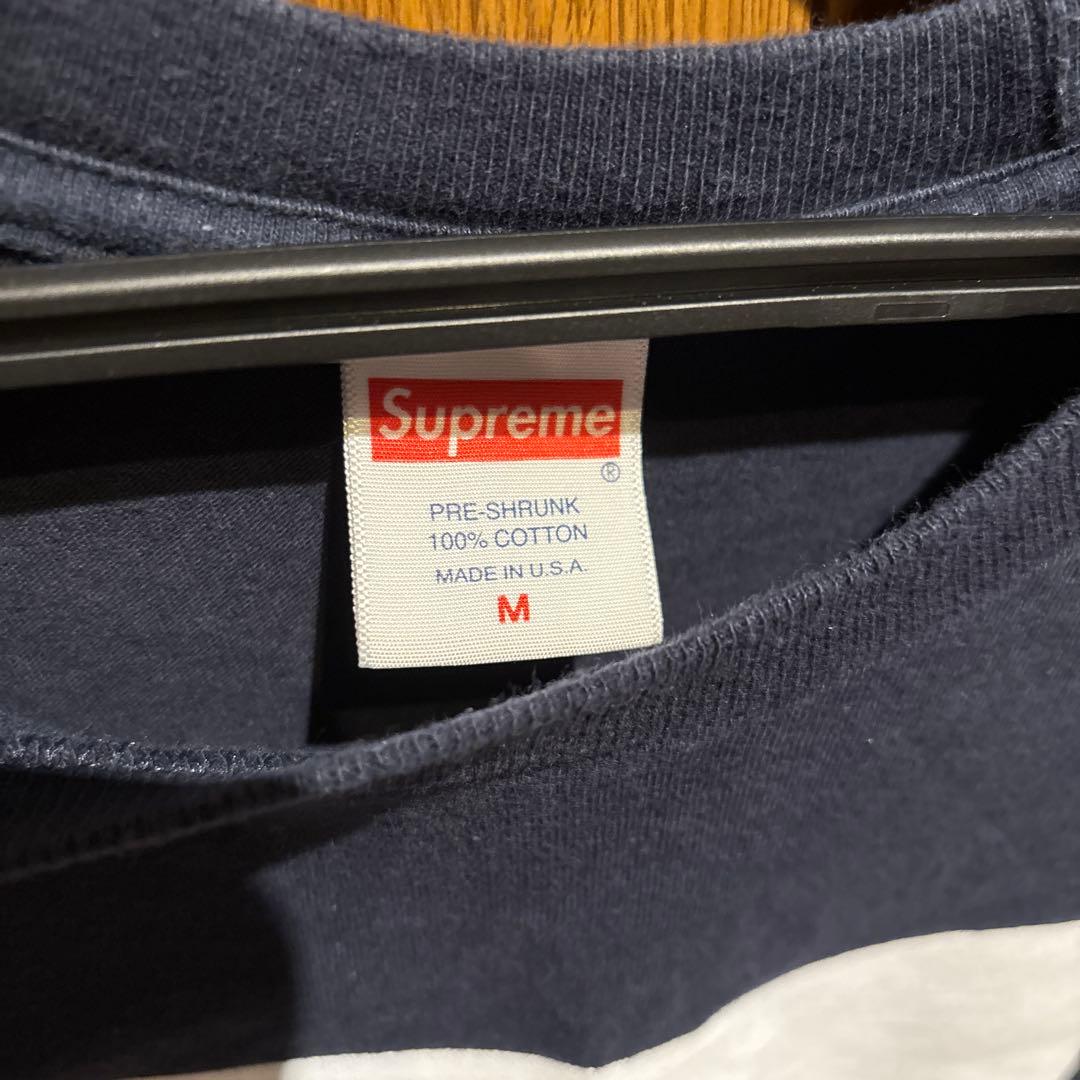 Supreme
®
PRE-SHRUNK
100% COTTON
MADE IN U.S.A
M